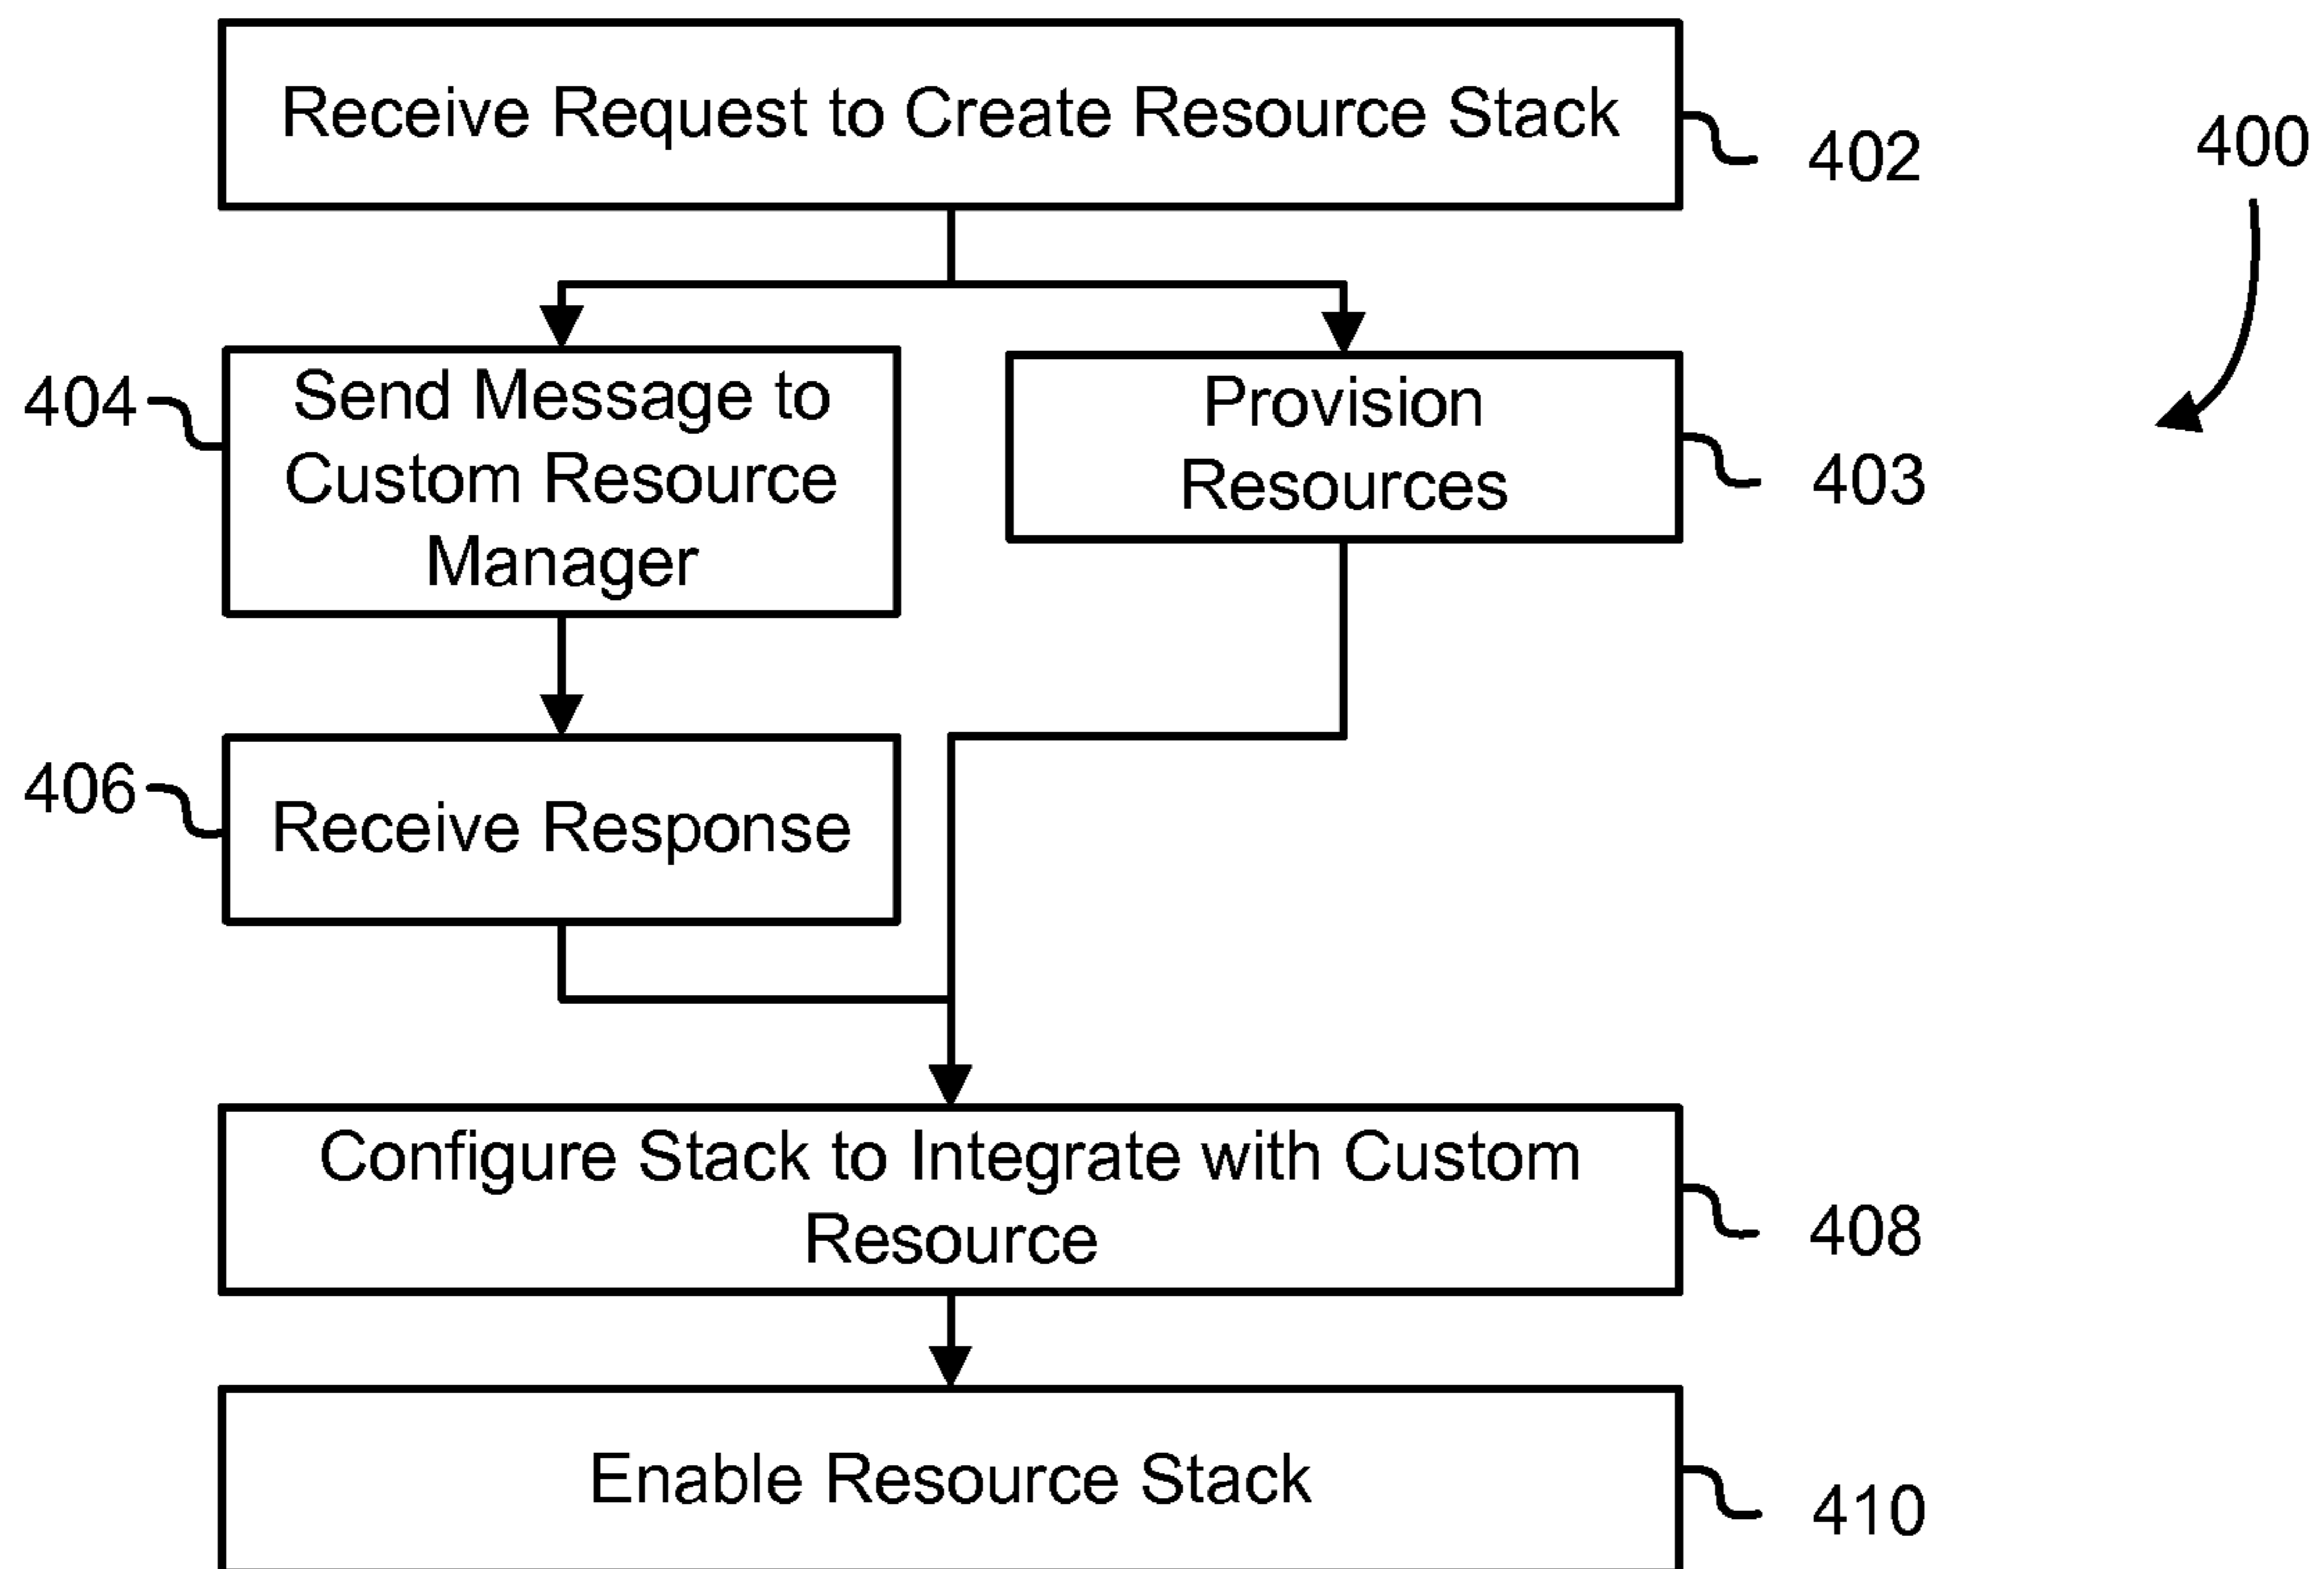 Receive Request to Create Resource Stack
402
400
404
Send Message to
Custom Resource
Manager
Provision
Resources
403
406
Receive Response
Configure Stack to Integrate with Custom
Resource
408
Enable Resource Stack
410